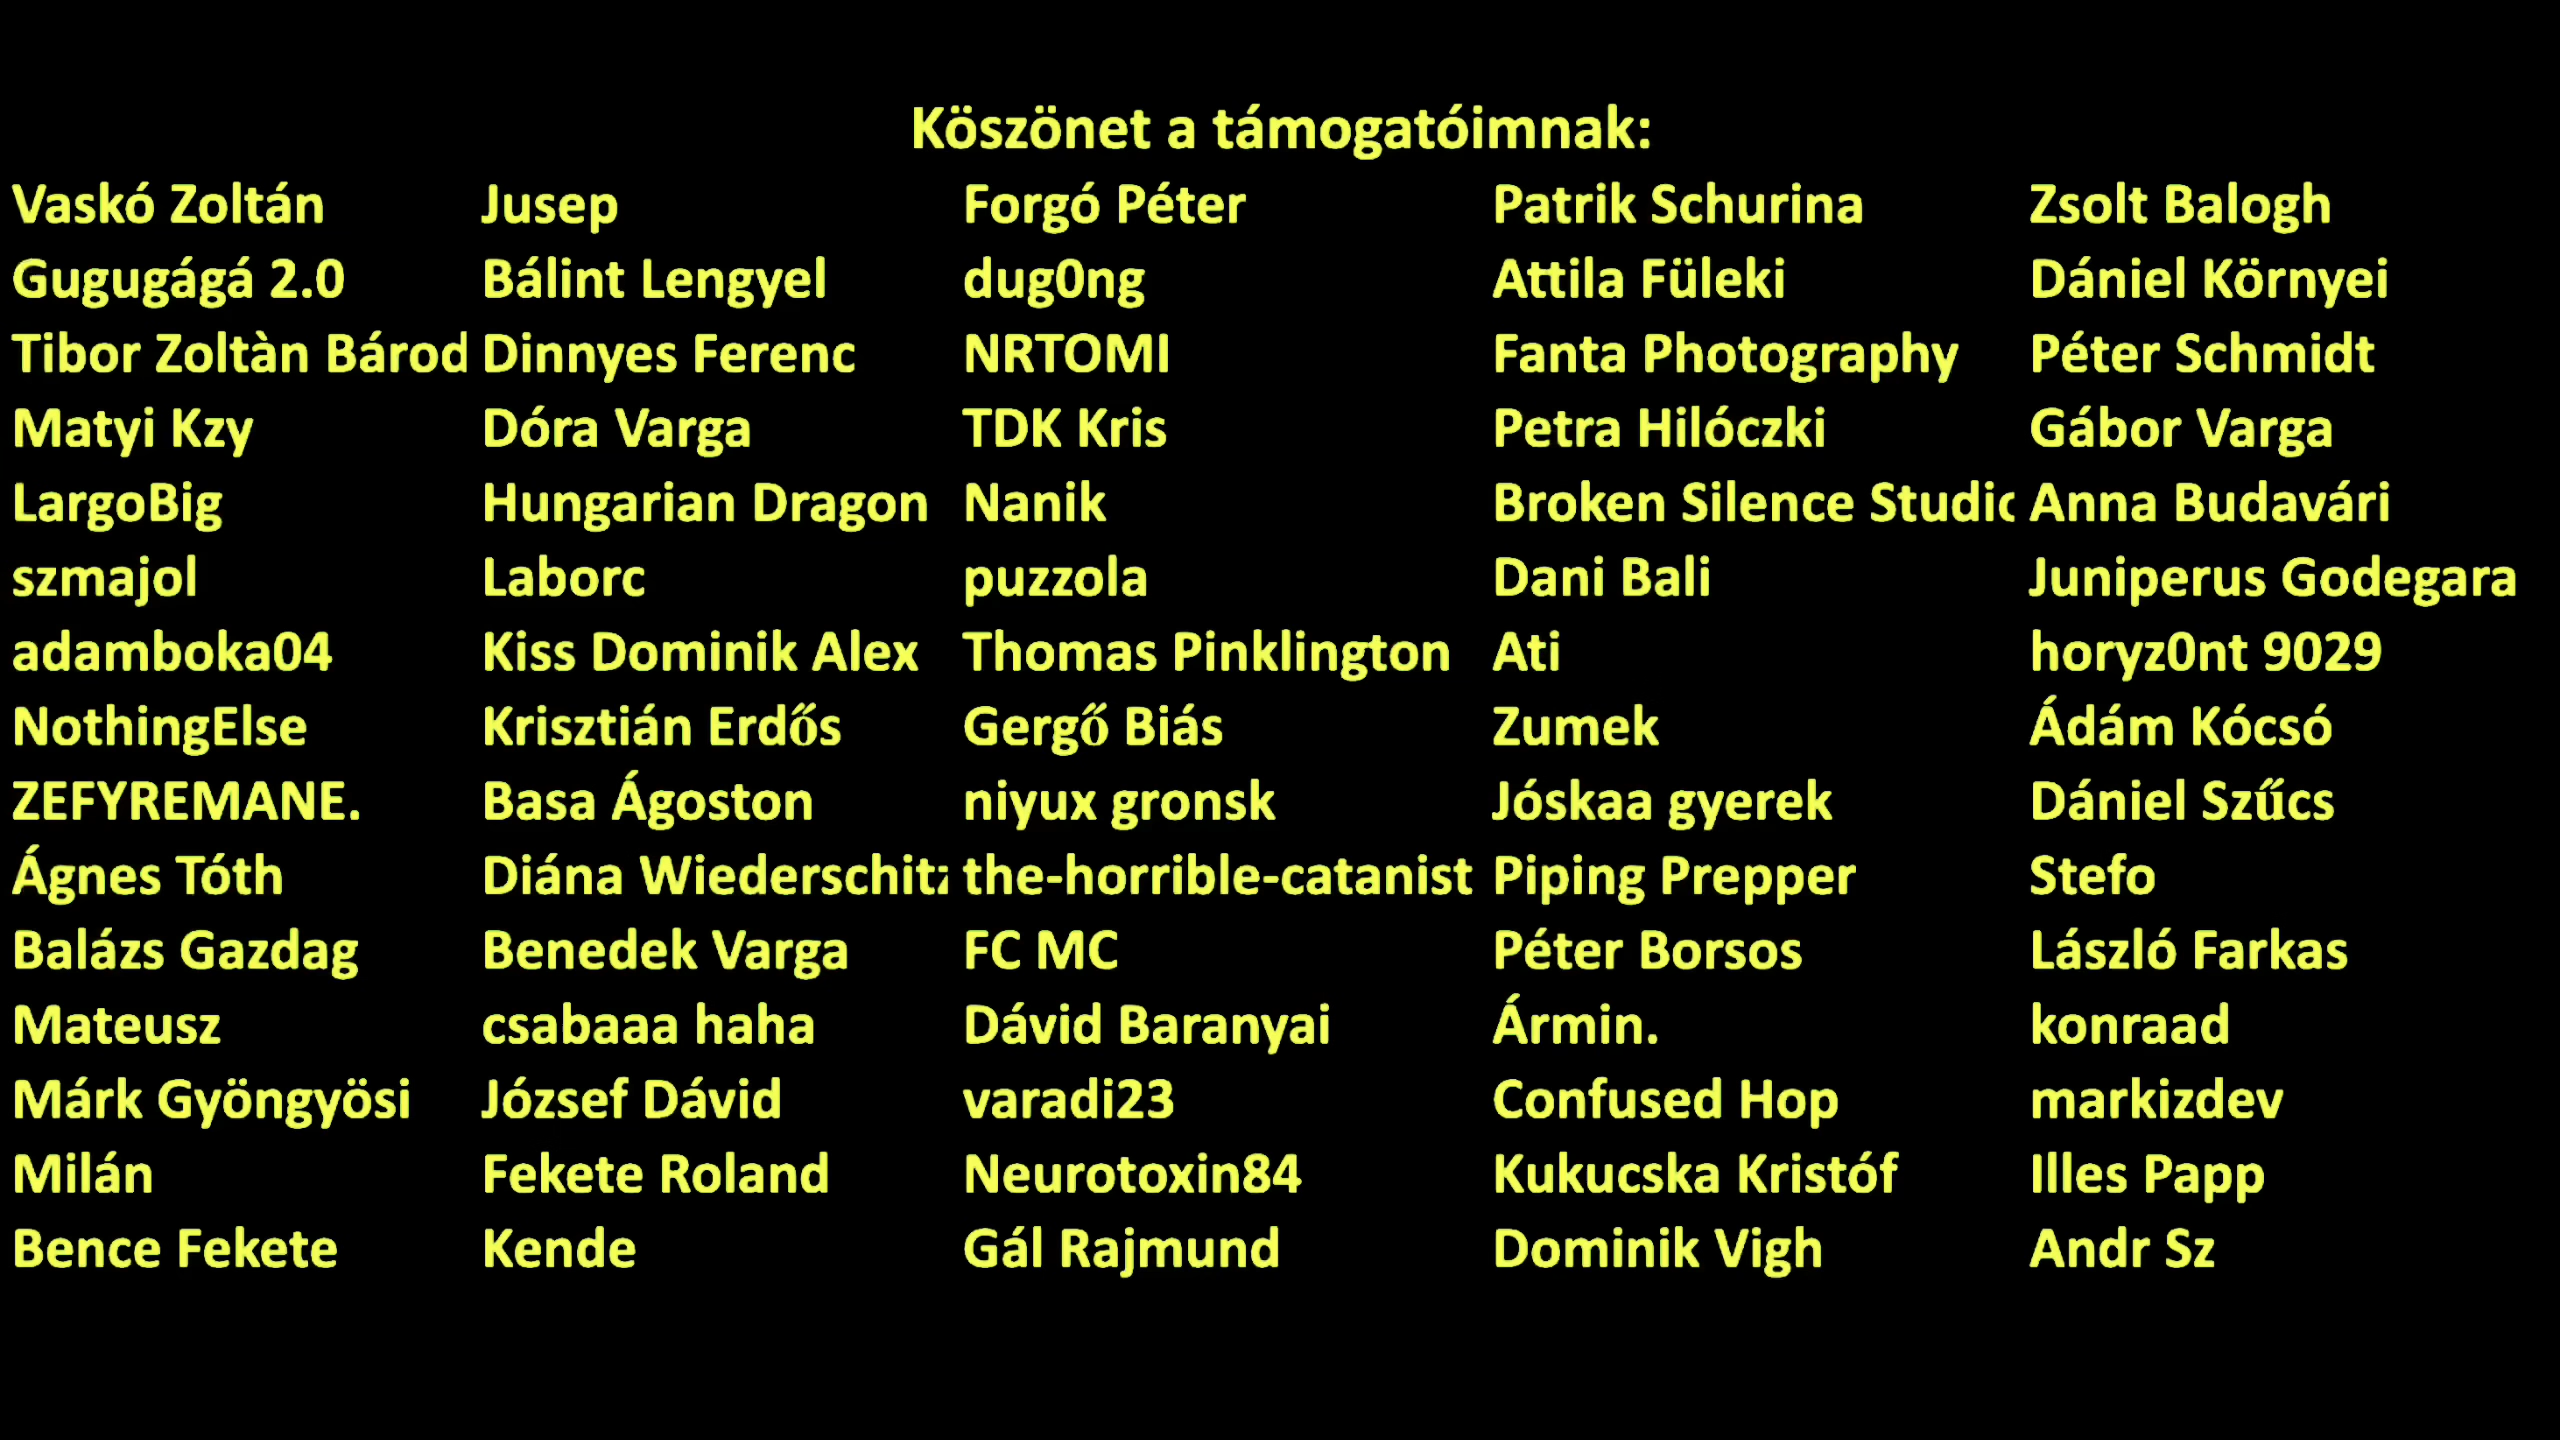 Köszönet a támogatóimnak:
Vaskó Zoltán Jusep Forgó Péter Patrik Schurina Zsolt Balogh
Gugugágá 2.0 Bálint Lengyel dug0ng Attila Füleki Dániel Környei
Tibor Zoltàn Bárod Dinnyes Ferenc NRTOMI Fanta Photography Péter Schmidt
Matyi Kzy Dóra Varga TDK Kris Petra Hilóczki Gábor Varga
LargoBig Hungarian Dragon Nanik Broken Silence Studio Anna Budavári
szmajol Laborc puzzola Dani Bali Juniperus Godegara
adamboka04 Kiss Dominik Alex Thomas Pinklington Ati horyz0nt 9029
NothingElse Krisztián Erdős Gergő Biás Zumek Ádám Kócsó
ZEFYREMANE. Basa Ágoston niyux gronsk Jóskaa gyerek Dániel Szűcs
Ágnes Tóth Diána Wiederschitz the-horrible-catanist Piping Prepper Stefo
Balázs Gazdag Benedek Varga FC MC Péter Borsos László Farkas
Mateusz csabaaa haha Dávid Baranyai Ármin. konraad
Márk Gyöngyösi József Dávid varadi23 Confused Hop markizdev
Milán Fekete Roland Neurotoxin84 Kukucska Kristóf Illes Papp
Bence Fekete Kende Gál Rajmund Dominik Vigh Andr Sz